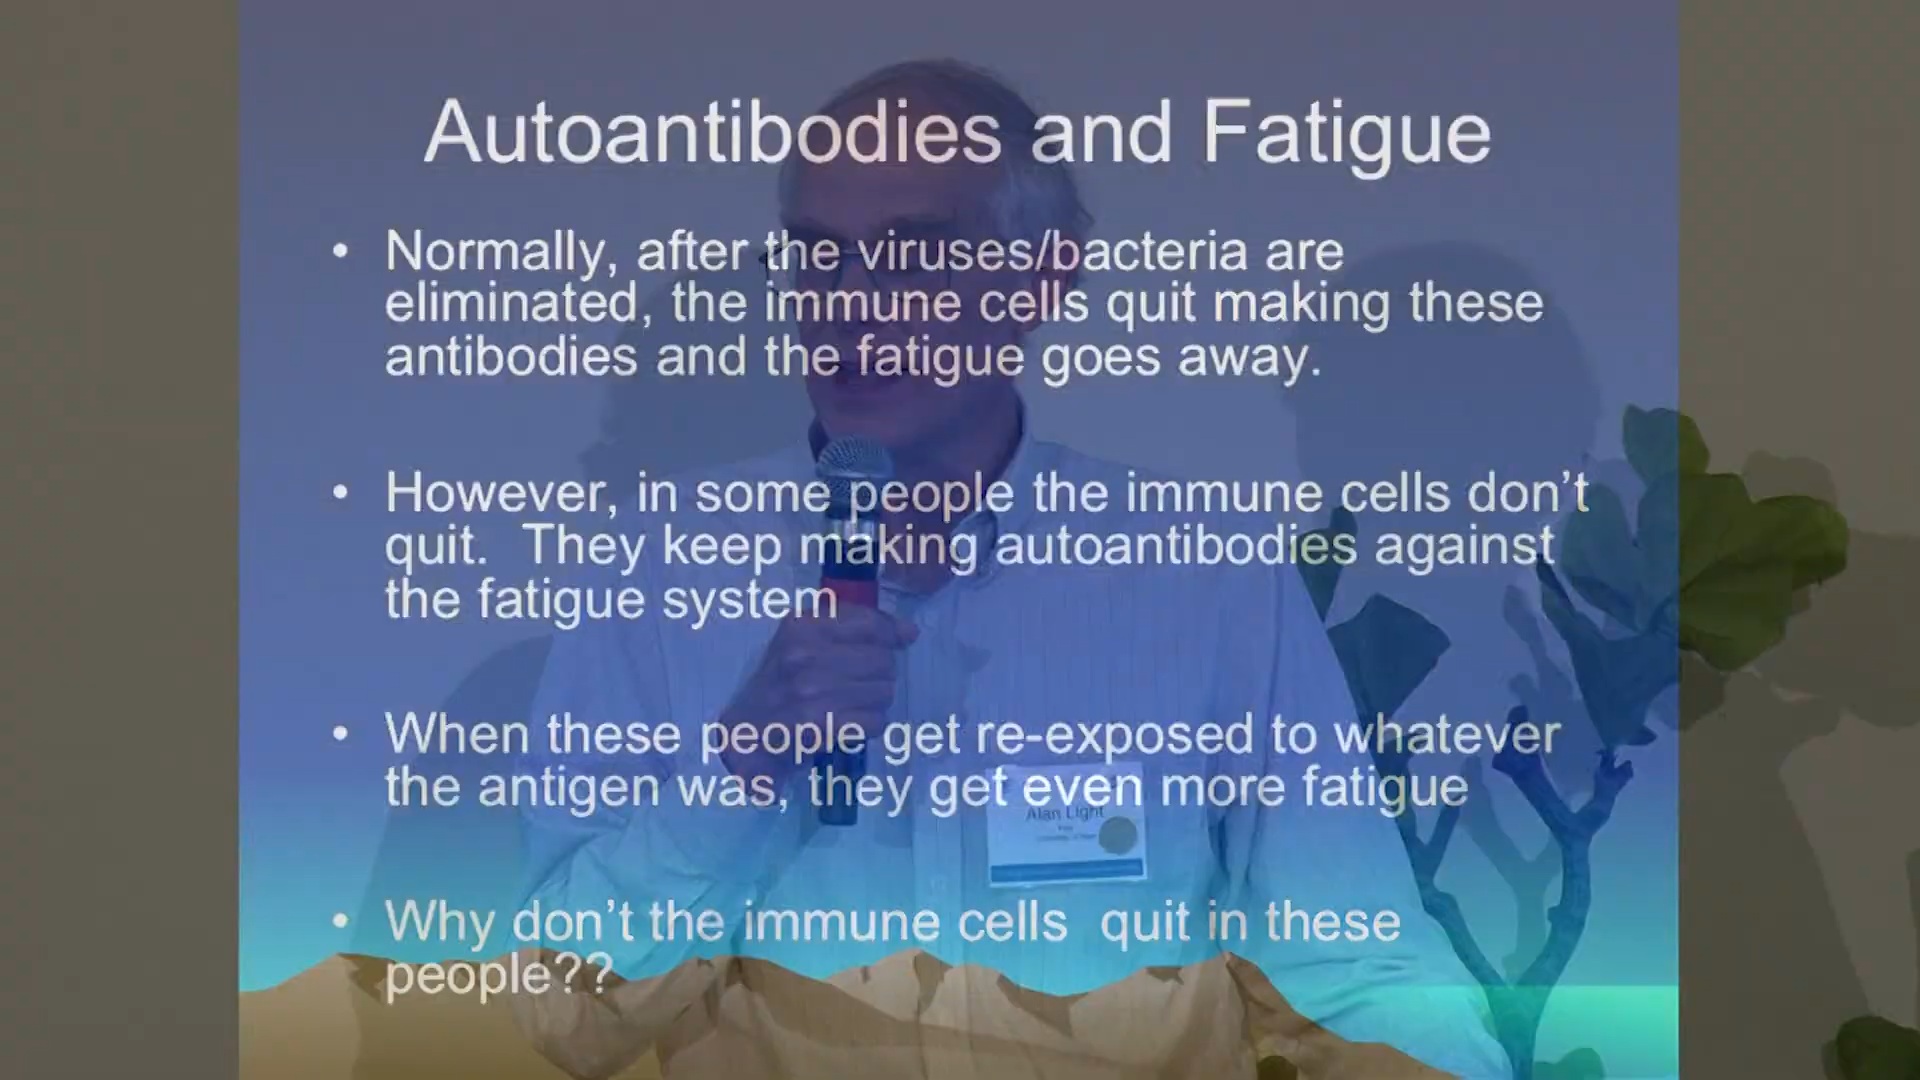 Autoantibodies and Fatigue
• Normally, after the viruses/bacteria are
eliminated, the immune cells quit making these
antibodies and the fatigue goes away.
• However, in some people the immune cells don’t
quit.  They keep making autoantibodies against
the fatigue system
• When these people get re-exposed to whatever
the antigen was, they get even more fatigue
• Why don’t the immune cells  quit in these
people??
Alan Light